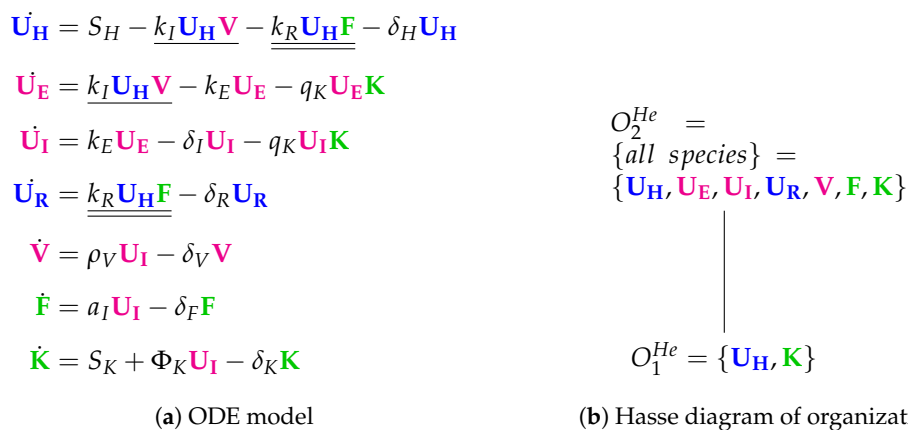 U̇_H = S_H − k_I U_H V − k_R U_H F − δ_H U_H
U̇_E = k_I U_H V − k_E U_E − q_K U_E K
U̇_I = k_E U_E − δ_I U_I − q_K U_I K
U̇_R = k_R U_H F − δ_R U_R
V̇ = ρ_V U_I − δ_V V
Ḟ = a_I U_I − δ_F F
K̇ = S_K + Φ_K U_I − δ_K K
(a) ODE model
O_2^{He} =
{all species} =
{U_H, U_E, U_I, U_R, V, F, K}
O_1^{He} = {U_H, K}
(b) Hasse diagram of organizat